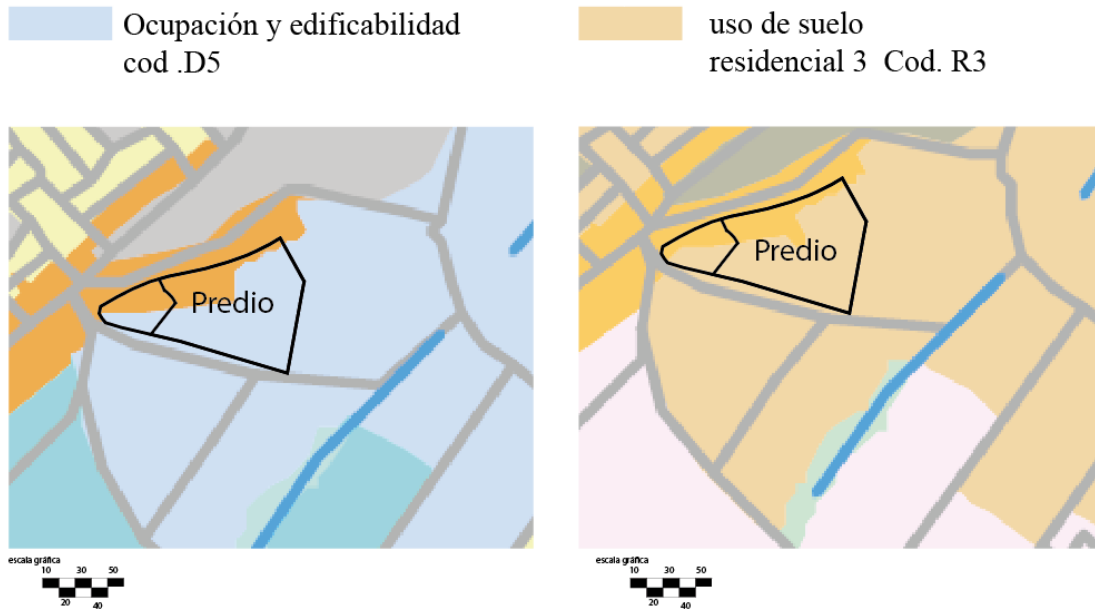 Ocupación y edificabilidad
cod .D5
uso de suelo
residencial 3 Cod. R3
Predio
Predio
escala gráfica
10 30 50
20 40
escala gráfica
10 30 50
20 40